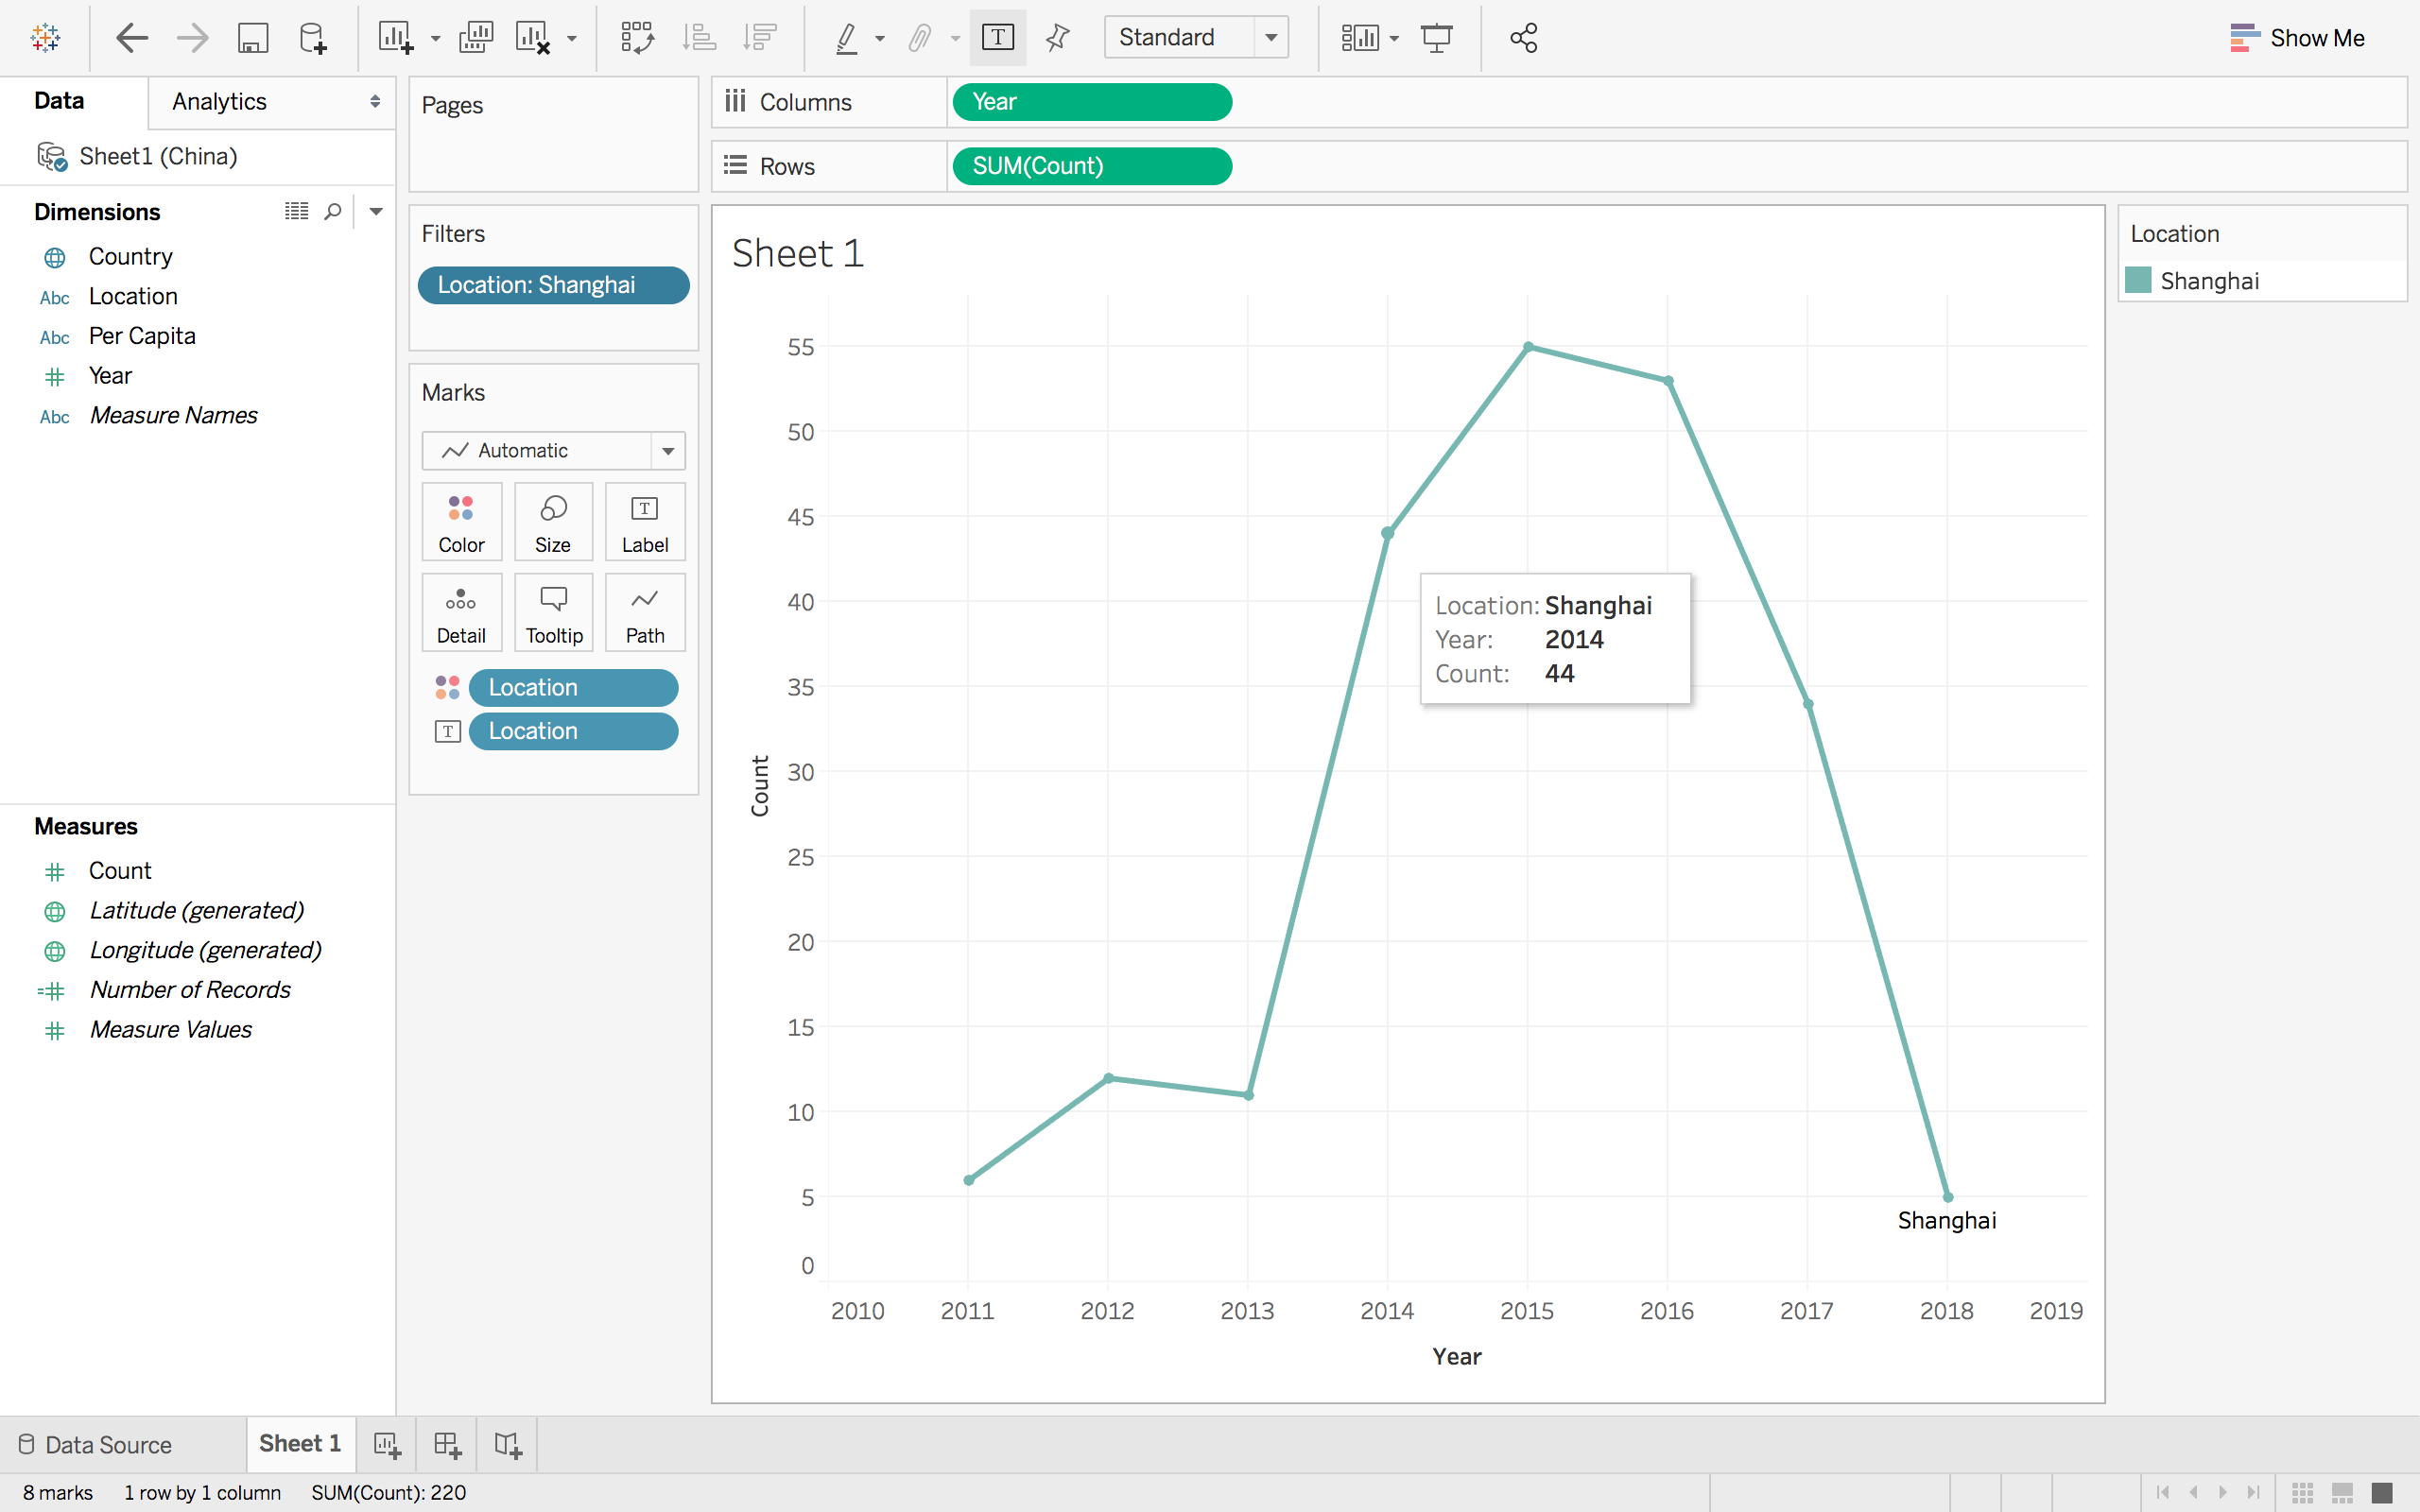 Standard
Show Me
Data
Analytics
Sheet1 (China)
Dimensions
Country
Abc Location
Abc Per Capita
Year
Abc Measure Names
Measures
Count
Latitude (generated)
Longitude (generated)
=# Number of Records
Measure Values
Pages
Filters
Location: Shanghai
Marks
Automatic
Color
Size
T
Label
Detail
Tooltip
Path
Location
T Location
Columns
Year
Rows
SUM(Count)
Sheet 1
55
50
45
40
35
30
25
20
15
10
5
0
Count
Location: Shanghai
Year: 2014
Count: 44
Shanghai
2010 2011 2012 2013 2014 2015 2016 2017 2018 2019
Year
Location
Shanghai
Data Source
Sheet 1
8 marks
1 row by 1 column
SUM(Count): 220